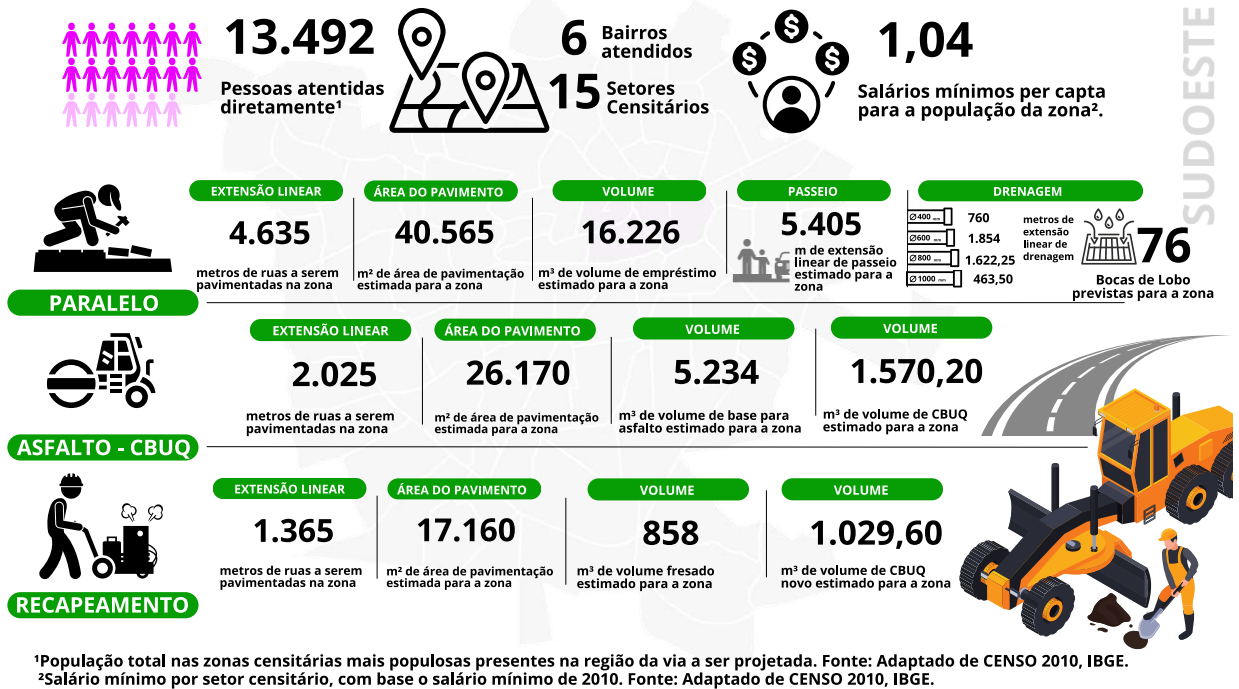 13.492
Pessoas atentidas
diretamente¹
6 Bairros
atendidos
15 Setores
Censitários
1,04
Salários mínimos per capta
para a população da zona².
SUDOESTE
PARALELO
EXTENSÃO LINEAR
4.635
metros de ruas a serem
pavimentadas na zona
ÁREA DO PAVIMENTO
40.565
m² de área de pavimentação
estimada para a zona
VOLUME
16.226
m³ de volume de empréstimo
estimado para a zona
PASSEIO
5.405
m de extensão
linear de passeio
estimado para a
zona
DRENAGEM
Ø400 mm 760
Ø600 mm 1.854
Ø800 mm 1.622,25
Ø1000 mm 463,50
metros de
extensão
linear de
drenagem
76
Bocas de Lobo
previstas para a zona
ASFALTO - CBUQ
EXTENSÃO LINEAR
2.025
metros de ruas a serem
pavimentadas na zona
ÁREA DO PAVIMENTO
26.170
m² de área de pavimentação
estimada para a zona
VOLUME
5.234
m³ de volume de base para
asfalto estimado para a zona
VOLUME
1.570,20
m³ de volume de CBUQ
estimado para a zona
RECAPEAMENTO
EXTENSÃO LINEAR
1.365
metros de ruas a serem
pavimentadas na zona
ÁREA DO PAVIMENTO
17.160
m² de área de pavimentação
estimada para a zona
VOLUME
858
m³ de volume fresado
estimado para a zona
VOLUME
1.029,60
m³ de volume de CBUQ
novo estimado para a zona
¹População total nas zonas censitárias mais populosas presentes na região da via a ser projetada. Fonte: Adaptado de CENSO 2010, IBGE.
²Salário mínimo por setor censitário, com base o salário mínimo de 2010. Fonte: Adaptado de CENSO 2010, IBGE.